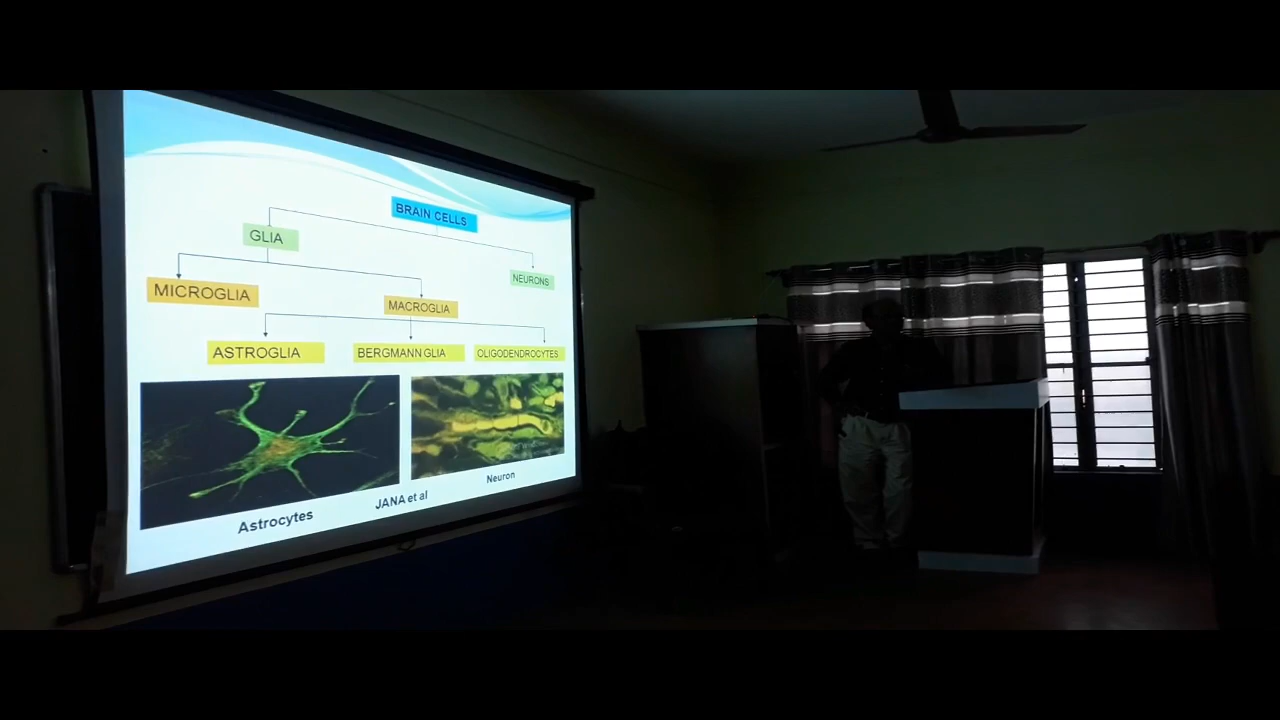 BRAIN CELLS
GLIA
NEURONS
MICROGLIA
MACROGLIA
ASTROGLIA
BERGMANN GLIA
OLIGODENDROCYTES
Astrocytes
JANA et al
Neuron